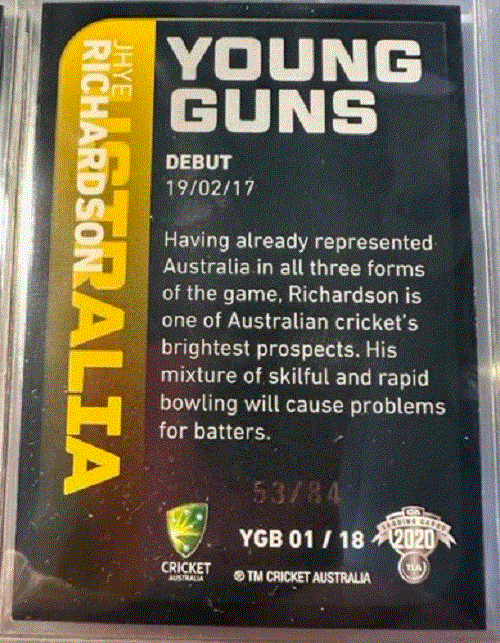 YOUNG
GUNS
DEBUT
19/02/17
Having already represented
Australia in all three forms
of the game, Richardson is
one of Australian cricket's
brightest prospects. His
mixture of skilful and rapid
bowling will cause problems
for batters.
53/84
YGB 01 / 18
2020
TLA
CRICKET
AUSTRALIA
© TM CRICKET AUSTRALIA
JHYE
RICHARDSON
USTRALIA